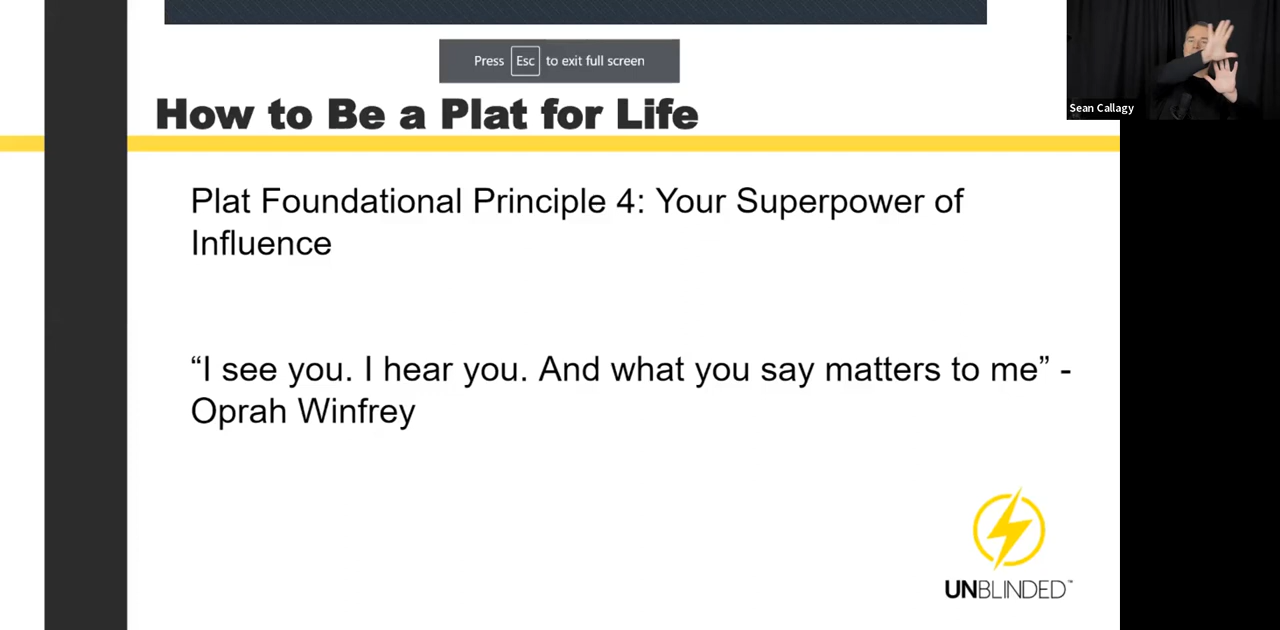 Press Esc to exit full screen
Sean Callagy
How to Be a Plat for Life
Plat Foundational Principle 4: Your Superpower of
Influence
“I see you. I hear you. And what you say matters to me” -
Oprah Winfrey
UNBLINDED™